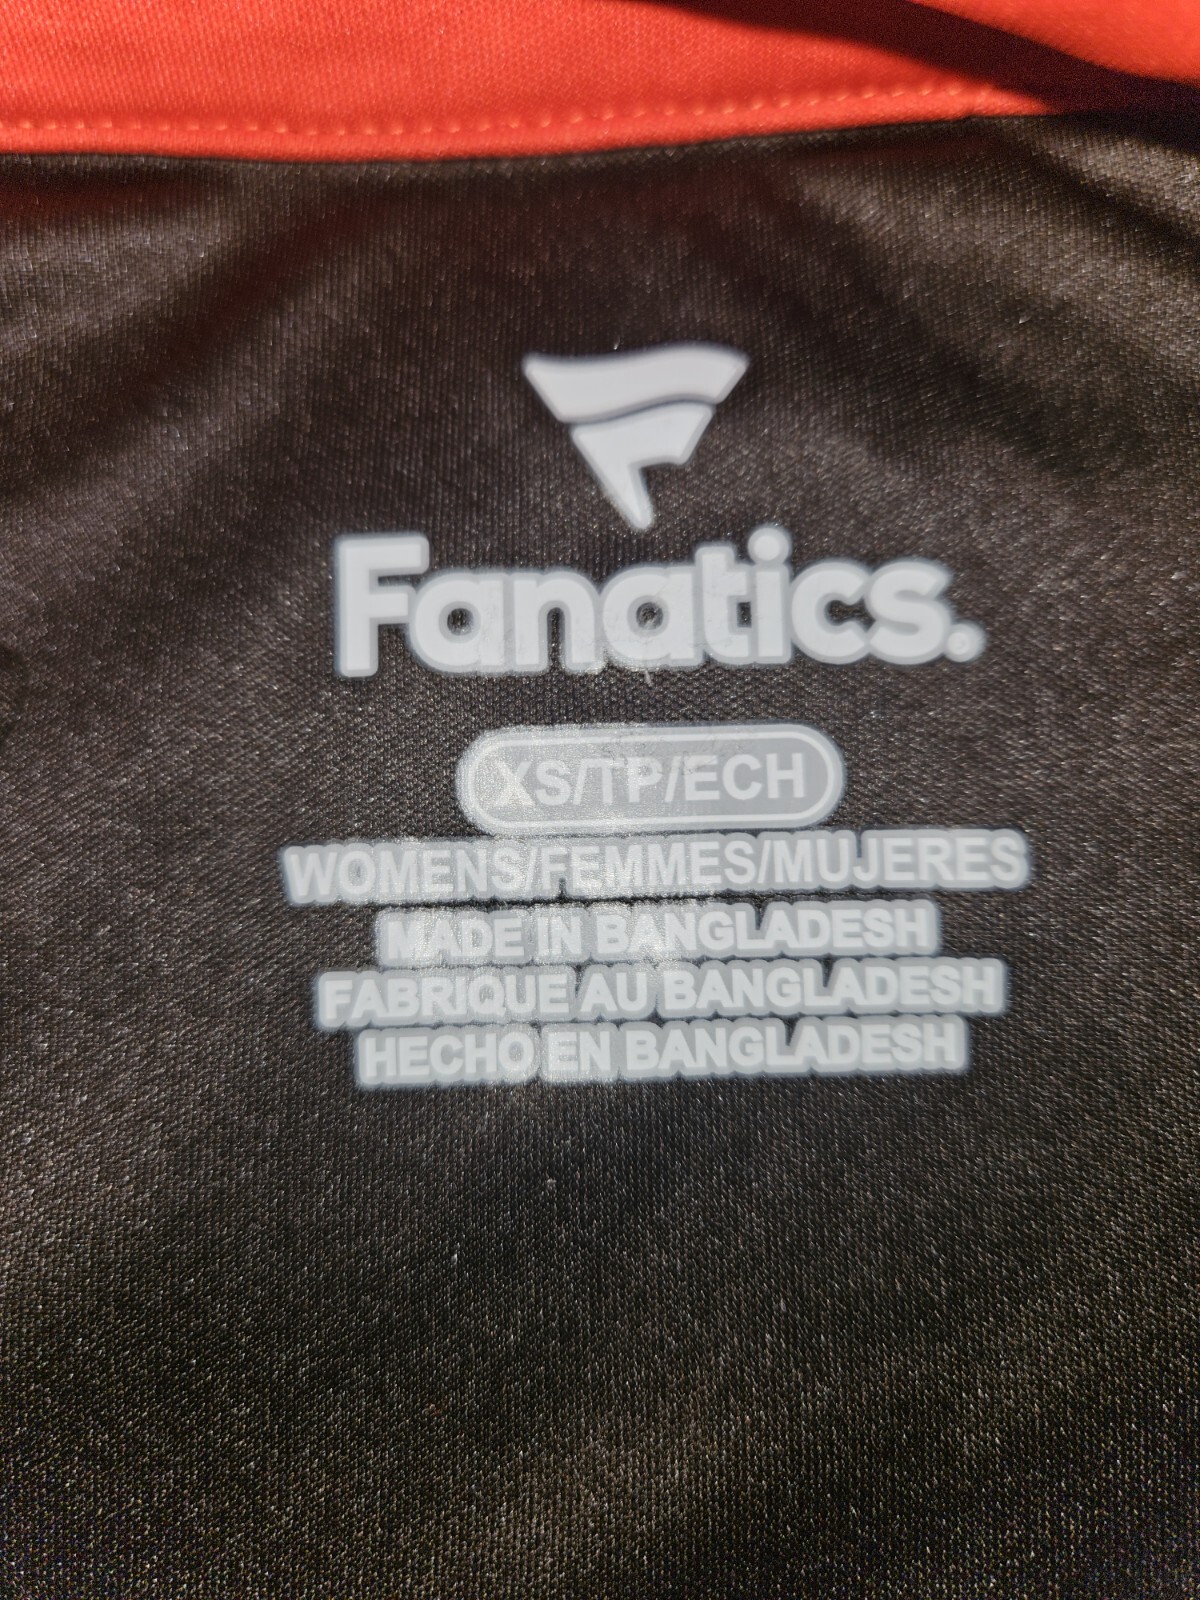 Fanatics.
XS/TP/ECH
WOMENS/FEMMES/MUJERES
MADE IN BANGLADESH
FABRIQUE AU BANGLADESH
HECHO EN BANGLADESH